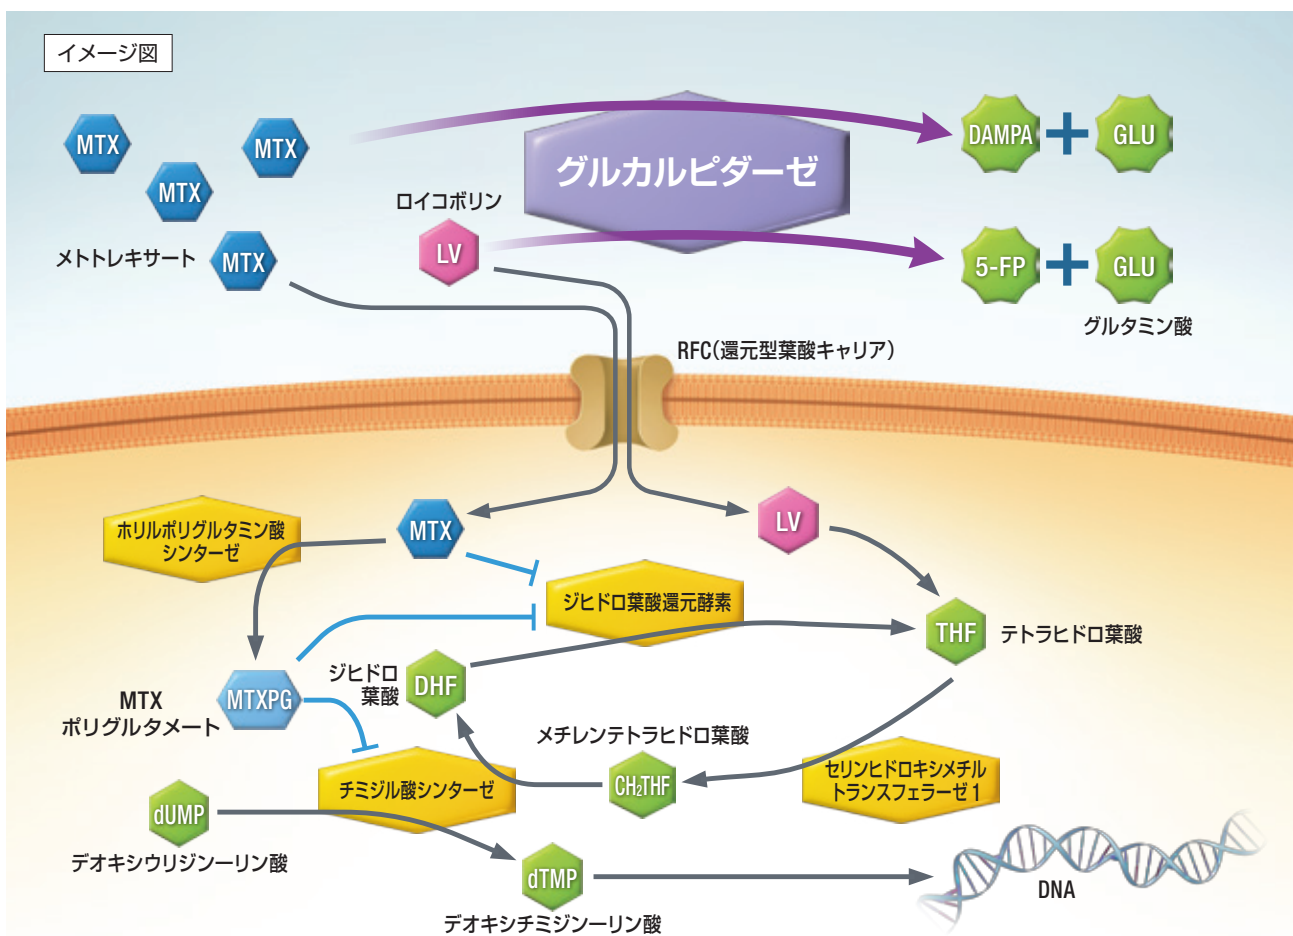 イメージ図
MTX
MTX
MTX
メトトレキサート
MTX
ロイコボリン
LV
グルカルピダーゼ
DAMPA
GLU
5-FP
GLU
グルタミン酸
RFC(還元型葉酸キャリア)
ホリルポリグルタミン酸
シンターゼ
MTX
LV
ジヒドロ葉酸還元酵素
THF
テトラヒドロ葉酸
ジヒドロ
葉酸
DHF
MTX
ポリグルタメート
MTXPG
メチレンテトラヒドロ葉酸
CH₂THF
セリンヒドロキシメチル
トランスフェラーゼ1
チミジル酸シンターゼ
dUMP
デオキシウリジン一リン酸
dTMP
デオキシチミジン一リン酸
DNA